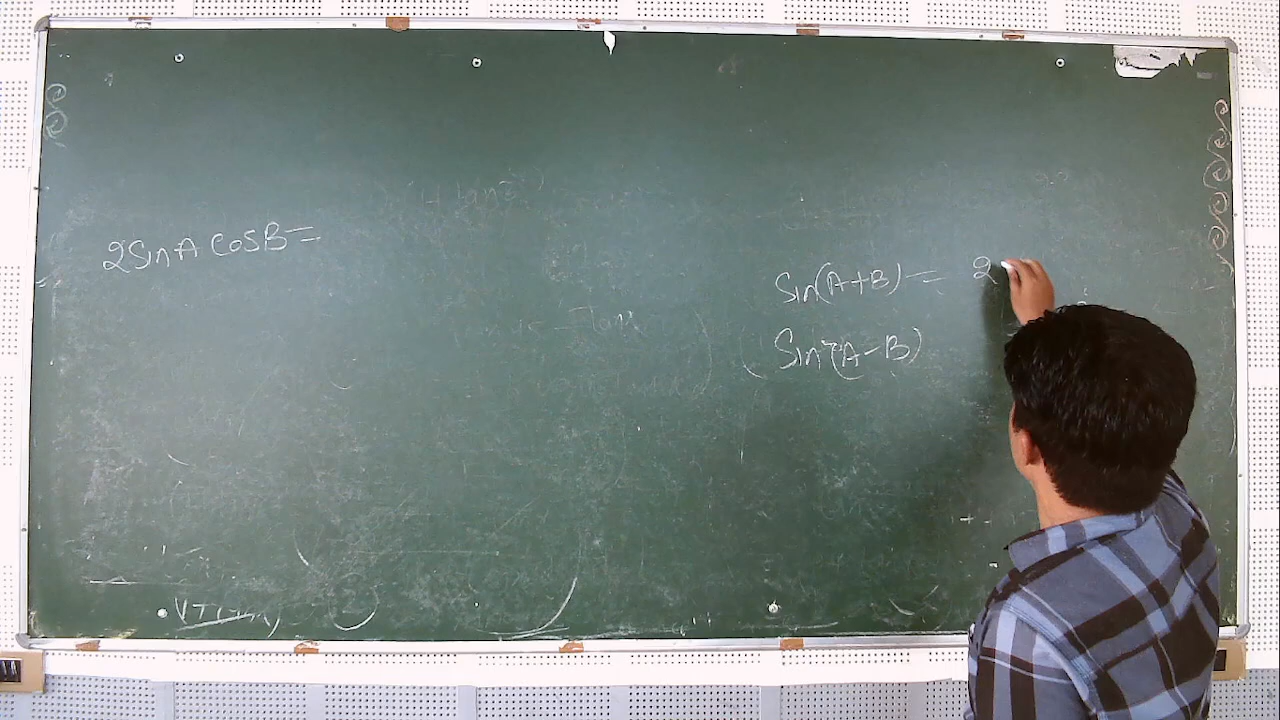 2SinA CosB=
Sin(A+B) = 2
Sin(A-B)